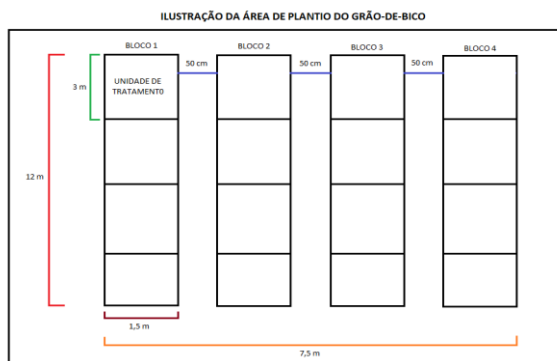 ILUSTRAÇÃO DA ÁREA DE PLANTIO DO GRÃO-DE-BICO
BLOCO 1
BLOCO 2
BLOCO 3
BLOCO 4
50 cm
50 cm
50 cm
UNIDADE DE
TRATAMENTO
3 m
12 m
1,5 m
7,5 m